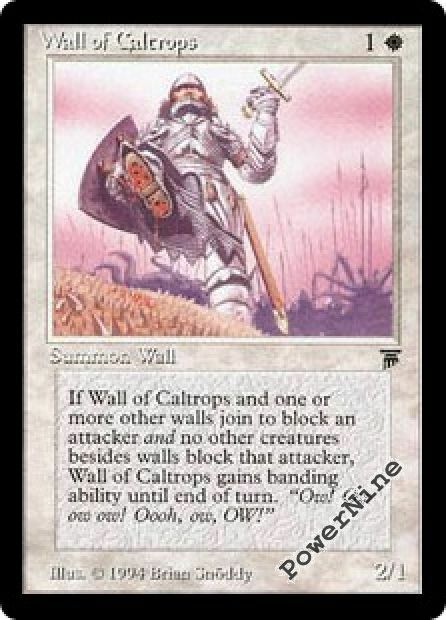 Wall of Caltrops 1
Summon Wall
If Wall of Caltrops and one or
more other walls join to block an
attacker and no other creatures
besides walls block that attacker,
Wall of Caltrops gains banding
ability until end of turn. "Ow!
ow ow! Oooh, ow, OW!"
PowerNine
Illus. © 1994 Brian Snōddy
2/1